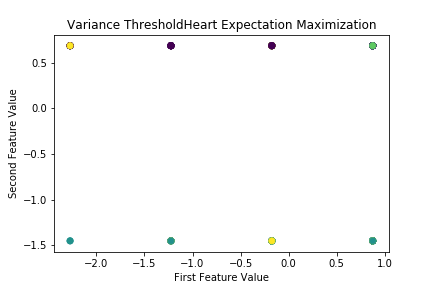 Variance ThresholdHeart Expectation Maximization
Second Feature Value
0.5
0.0
−0.5
−1.0
−1.5
−2.0 −1.5 −1.0 −0.5 0.0 0.5 1.0
First Feature Value